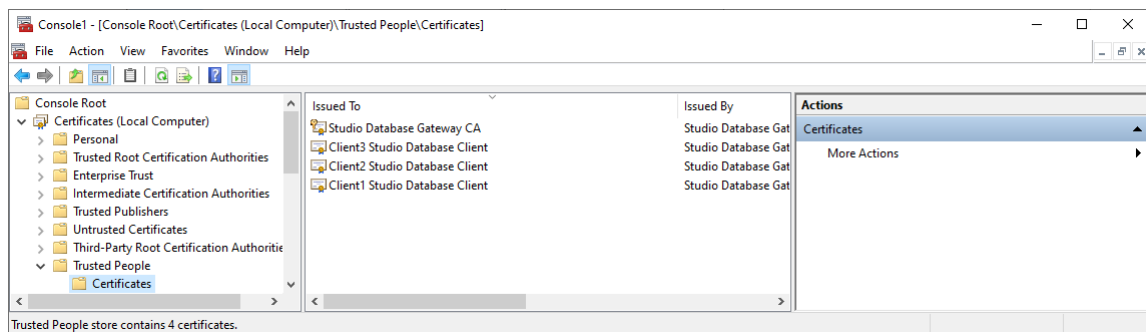 Console1 - [Console Root\Certificates (Local Computer)\Trusted People\Certificates]
File Action View Favorites Window Help
Console Root
Certificates (Local Computer)
Personal
Trusted Root Certification Authorities
Enterprise Trust
Intermediate Certification Authorities
Trusted Publishers
Untrusted Certificates
Third-Party Root Certification Authoritie
Trusted People
Certificates
Issued To Issued By
Studio Database Gateway CA Studio Database Gat
Client3 Studio Database Client Studio Database Gat
Client2 Studio Database Client Studio Database Gat
Client1 Studio Database Client Studio Database Gat
Actions
Certificates
More Actions
Trusted People store contains 4 certificates.